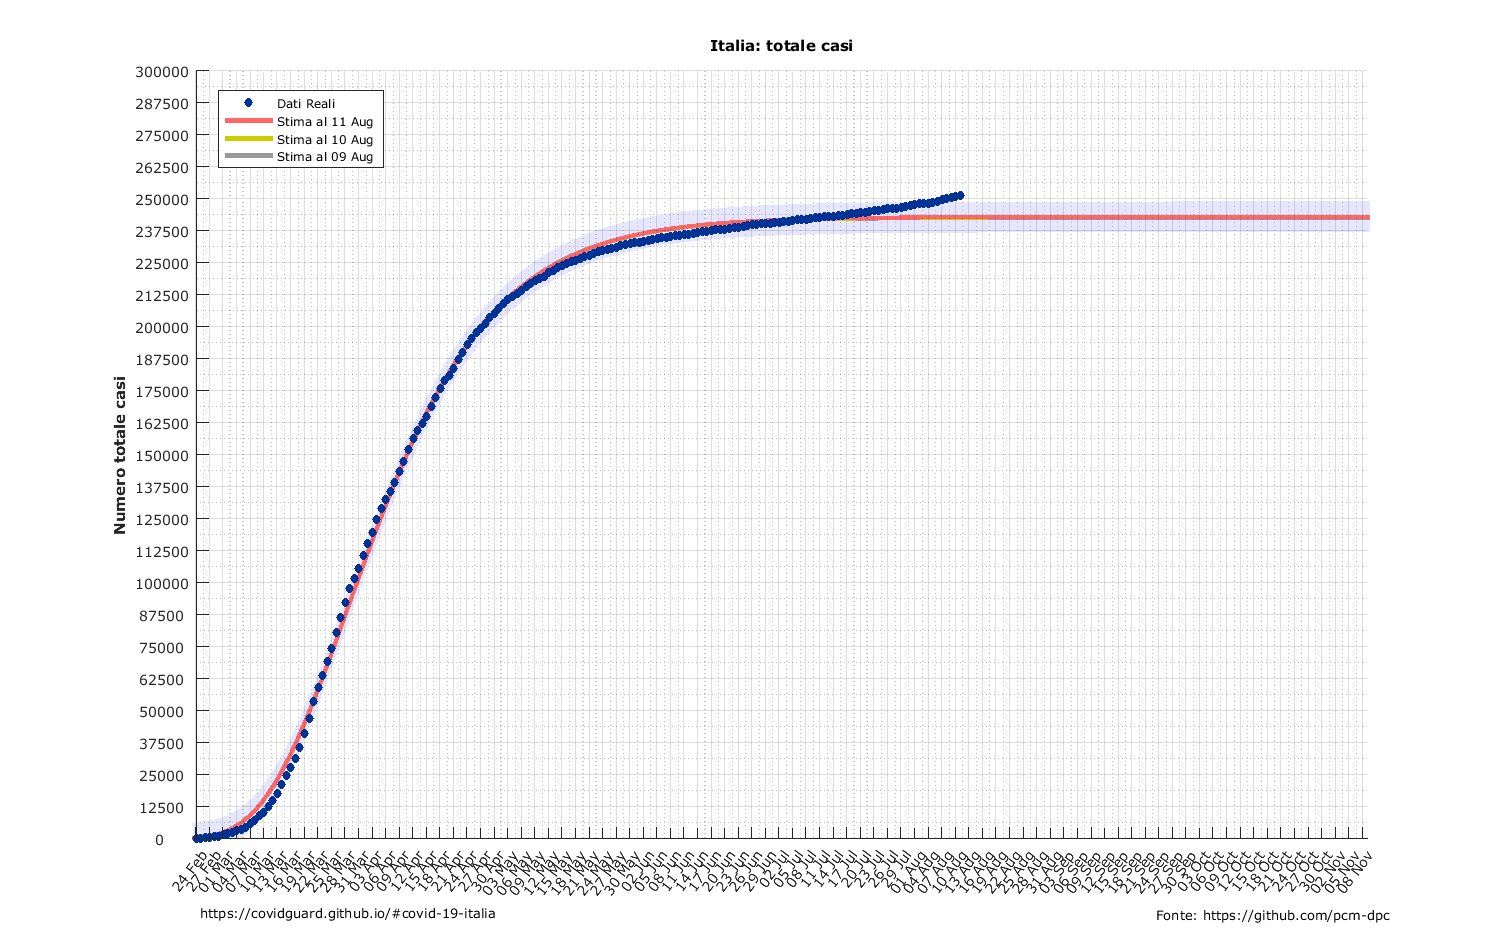 Italia: totale casi
300000
287500
275000
262500
250000
237500
225000
212500
200000
187500
175000
162500
150000
137500
125000
112500
100000
87500
75000
62500
50000
37500
25000
12500
0
Numero totale casi
Dati Reali
Stima al 11 Aug
Stima al 10 Aug
Stima al 09 Aug
24 Feb
27 Feb
01 Mar
04 Mar
07 Mar
10 Mar
13 Mar
16 Mar
19 Mar
22 Mar
25 Mar
28 Mar
31 Mar
03 Apr
06 Apr
09 Apr
12 Apr
15 Apr
18 Apr
21 Apr
24 Apr
27 Apr
30 Apr
03 May
06 May
09 May
12 May
15 May
18 May
21 May
24 May
27 May
30 May
02 Jun
05 Jun
08 Jun
11 Jun
14 Jun
17 Jun
20 Jun
23 Jun
26 Jun
29 Jun
02 Jul
05 Jul
08 Jul
11 Jul
14 Jul
17 Jul
20 Jul
23 Jul
26 Jul
29 Jul
01 Aug
04 Aug
07 Aug
10 Aug
13 Aug
16 Aug
19 Aug
22 Aug
25 Aug
28 Aug
31 Aug
03 Sep
06 Sep
09 Sep
12 Sep
15 Sep
18 Sep
21 Sep
24 Sep
27 Sep
30 Sep
03 Oct
06 Oct
09 Oct
12 Oct
15 Oct
18 Oct
21 Oct
24 Oct
27 Oct
30 Oct
02 Nov
05 Nov
08 Nov
https://covidguard.github.io/#covid-19-italia
Fonte: https://github.com/pcm-dpc